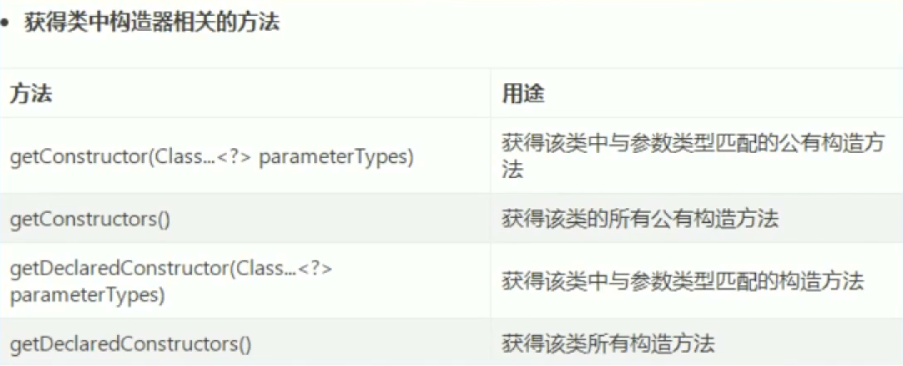 • 获得类中构造器相关的方法
方法 用途
getConstructor(Class...<?> parameterTypes) 获得该类中与参数类型匹配的公有构造方
法
getConstructors() 获得该类的所有公有构造方法
getDeclaredConstructor(Class...<?>
parameterTypes) 获得该类中与参数类型匹配的构造方法
getDeclaredConstructors() 获得该类所有构造方法